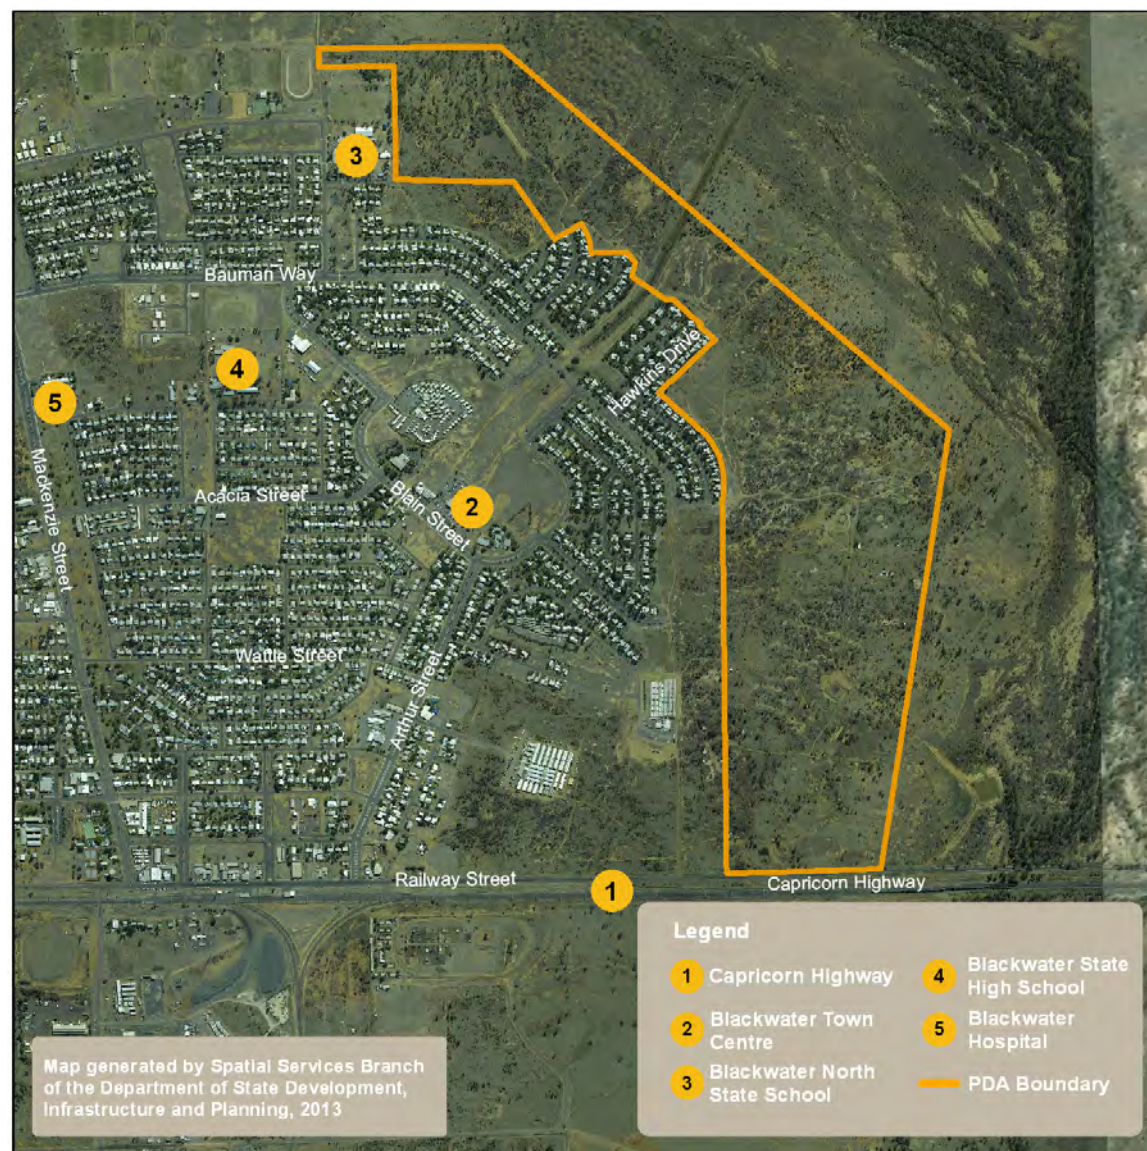 3
Bauman Way
4
5
Hawkins Drive
Mackenzie Street
Acacia Street
Blain Street
2
Wattle Street
Arthur Street
Railway Street
1
Capricorn Highway
Legend
1 Capricorn Highway
2 Blackwater Town
Centre
3 Blackwater North
State School
4 Blackwater State
High School
5 Blackwater
Hospital
PDA Boundary
Map generated by Spatial Services Branch
of the Department of State Development,
Infrastructure and Planning, 2013